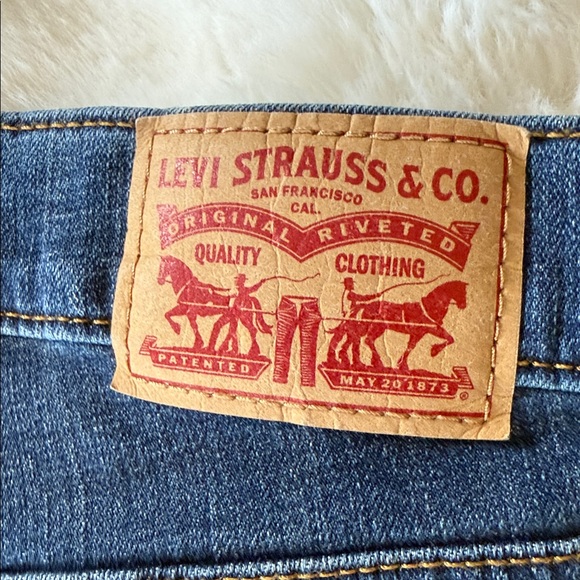 LEVI STRAUSS & CO.
SAN FRANCISCO
CAL.
ORIGINAL RIVETED
QUALITY CLOTHING
PATENTED MAY 20 1873 ®